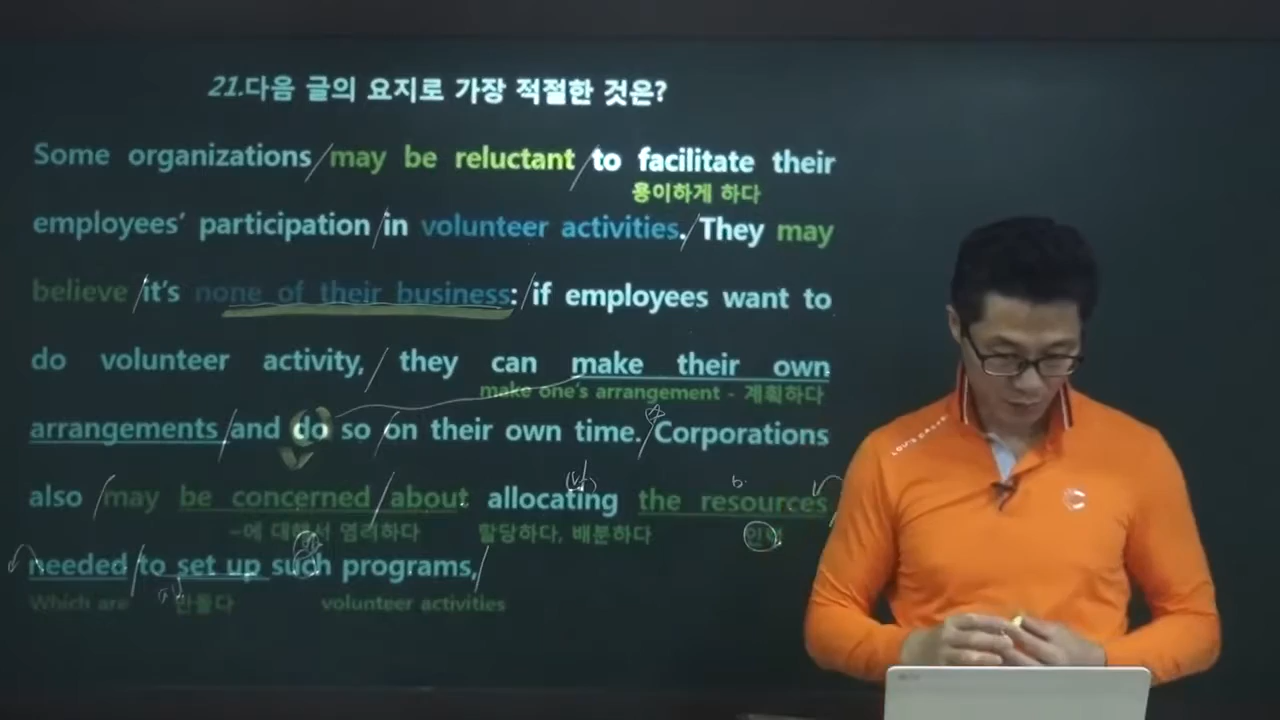 21.다음 글의 요지로 가장 적절한 것은?
Some organizations may be reluctant to facilitate their
용이하게 하다
employees' participation in volunteer activities. They may
believe it's none of their business: if employees want to
do volunteer activity, they can make their own
make one's arrangement - 계획하다
arrangements and do so on their own time. Corporations
also may be concerned about allocating the resources
~에 대해서 염려하다 할당하다, 배분하다
needed to set up such programs,
Which are 만들다 volunteer activities